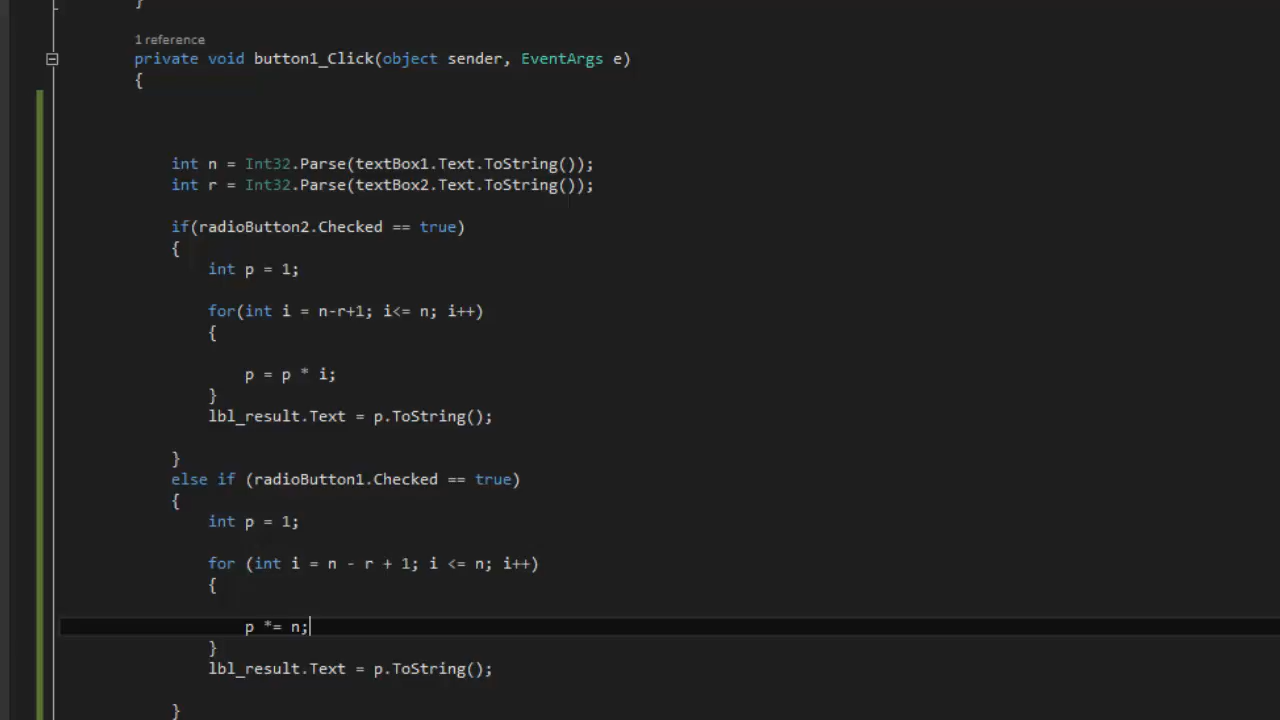 }
1 reference
private void button1_Click(object sender, EventArgs e)
{
int n = Int32.Parse(textBox1.Text.ToString());
int r = Int32.Parse(textBox2.Text.ToString());
if(radioButton2.Checked == true)
{
int p = 1;
for(int i = n-r+1; i<= n; i++)
{
p = p * i;
}
lbl_result.Text = p.ToString();
}
else if (radioButton1.Checked == true)
{
int p = 1;
for (int i = n - r + 1; i <= n; i++)
{
p *= n;
}
lbl_result.Text = p.ToString();
}